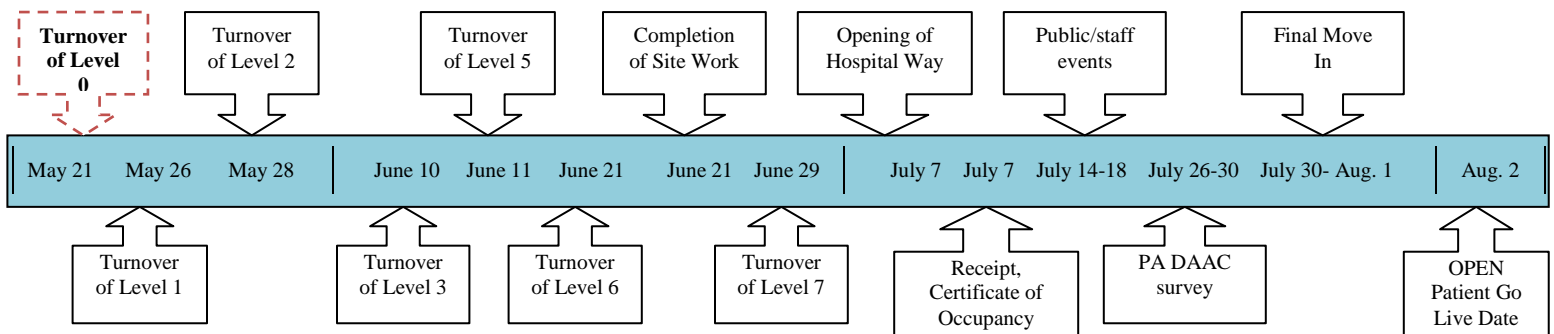 Turnover
of Level
0
Turnover
of Level 2
Turnover
of Level 5
Completion
of Site Work
Opening of
Hospital Way
Public/staff
events
Final Move
In
May 21 May 26 May 28 June 10 June 11 June 21 June 21 June 29 July 7 July 7 July 14-18 July 26-30 July 30- Aug. 1 Aug. 2
Turnover
of Level 1
Turnover
of Level 3
Turnover
of Level 6
Turnover
of Level 7
Receipt,
Certificate of
Occupancy
PA DAAC
survey
OPEN
Patient Go
Live Date